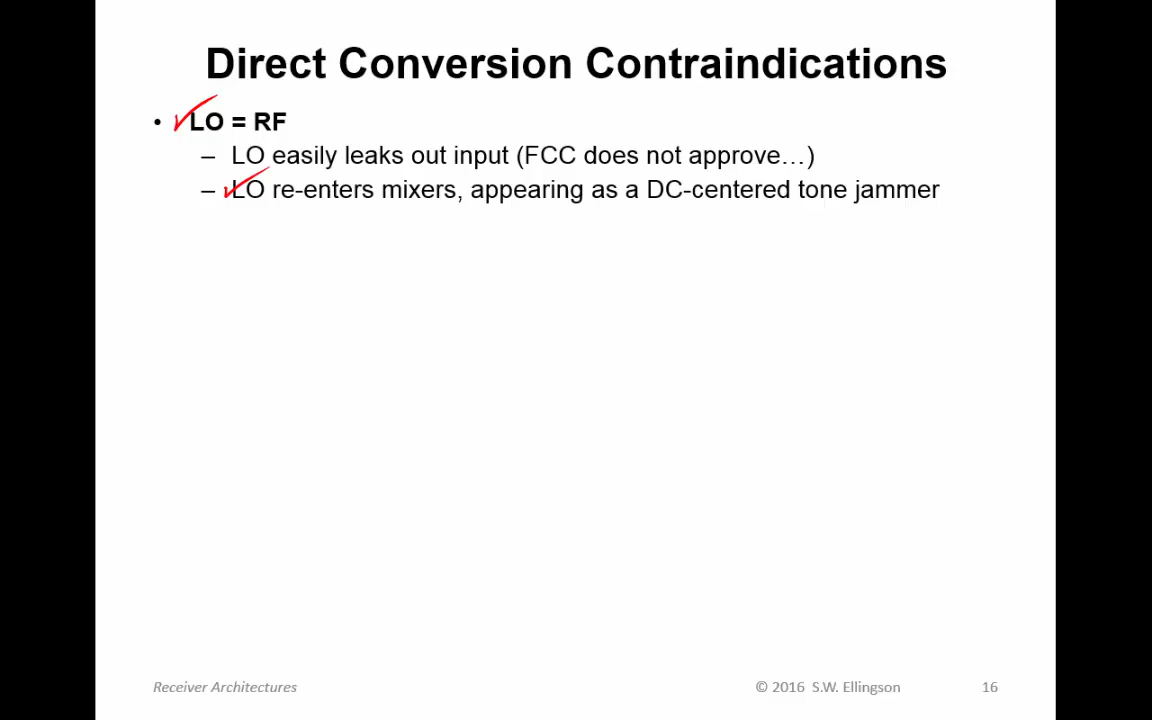 Direct Conversion Contraindications
• LO = RF
– LO easily leaks out input (FCC does not approve…)
– LO re-enters mixers, appearing as a DC-centered tone jammer
Receiver Architectures
© 2016 S.W. Ellingson
16